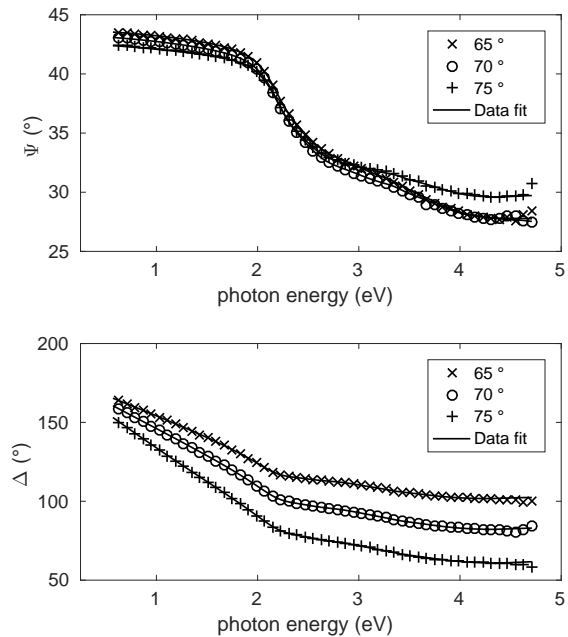 45
40
35
30
25
Ψ (°)
1 2 3 4 5
photon energy (eV)
65 °
70 °
75 °
Data fit
200
150
100
50
Δ (°)
1 2 3 4 5
photon energy (eV)
65 °
70 °
75 °
Data fit